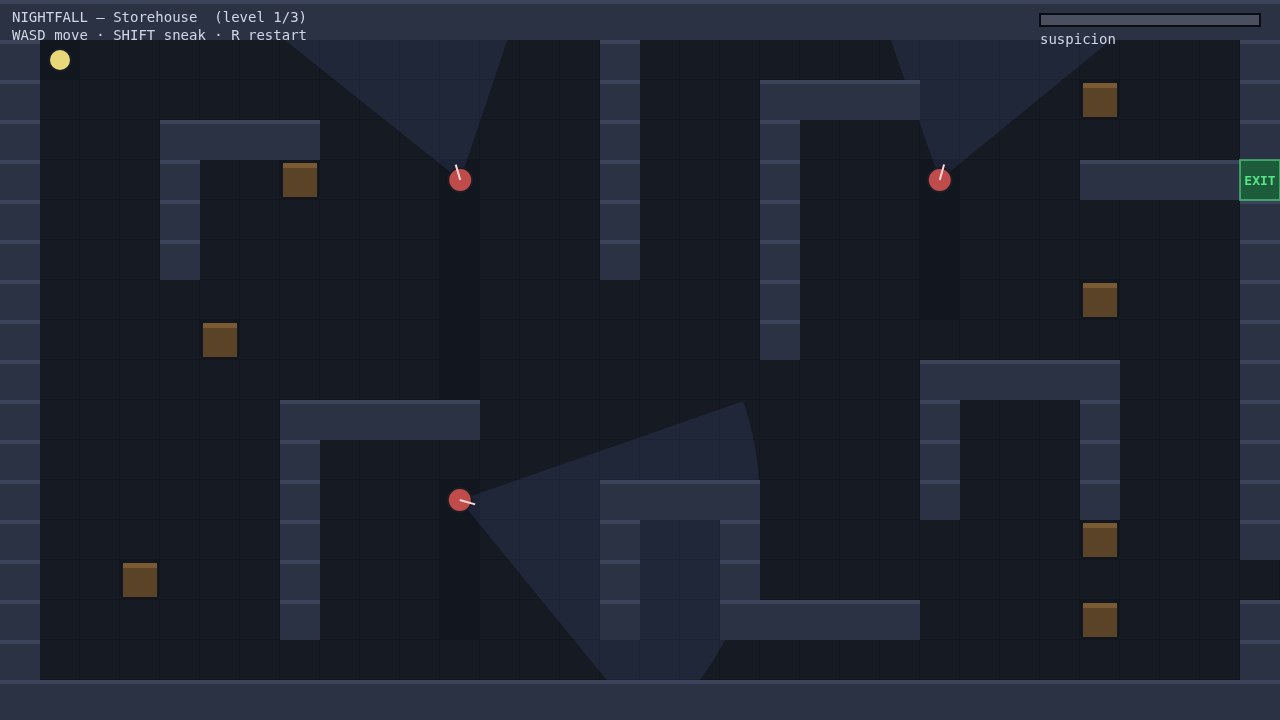 NIGHTFALL — Storehouse  (level 1/3)
WASD move · SHIFT sneak · R restart
suspicion
EXIT